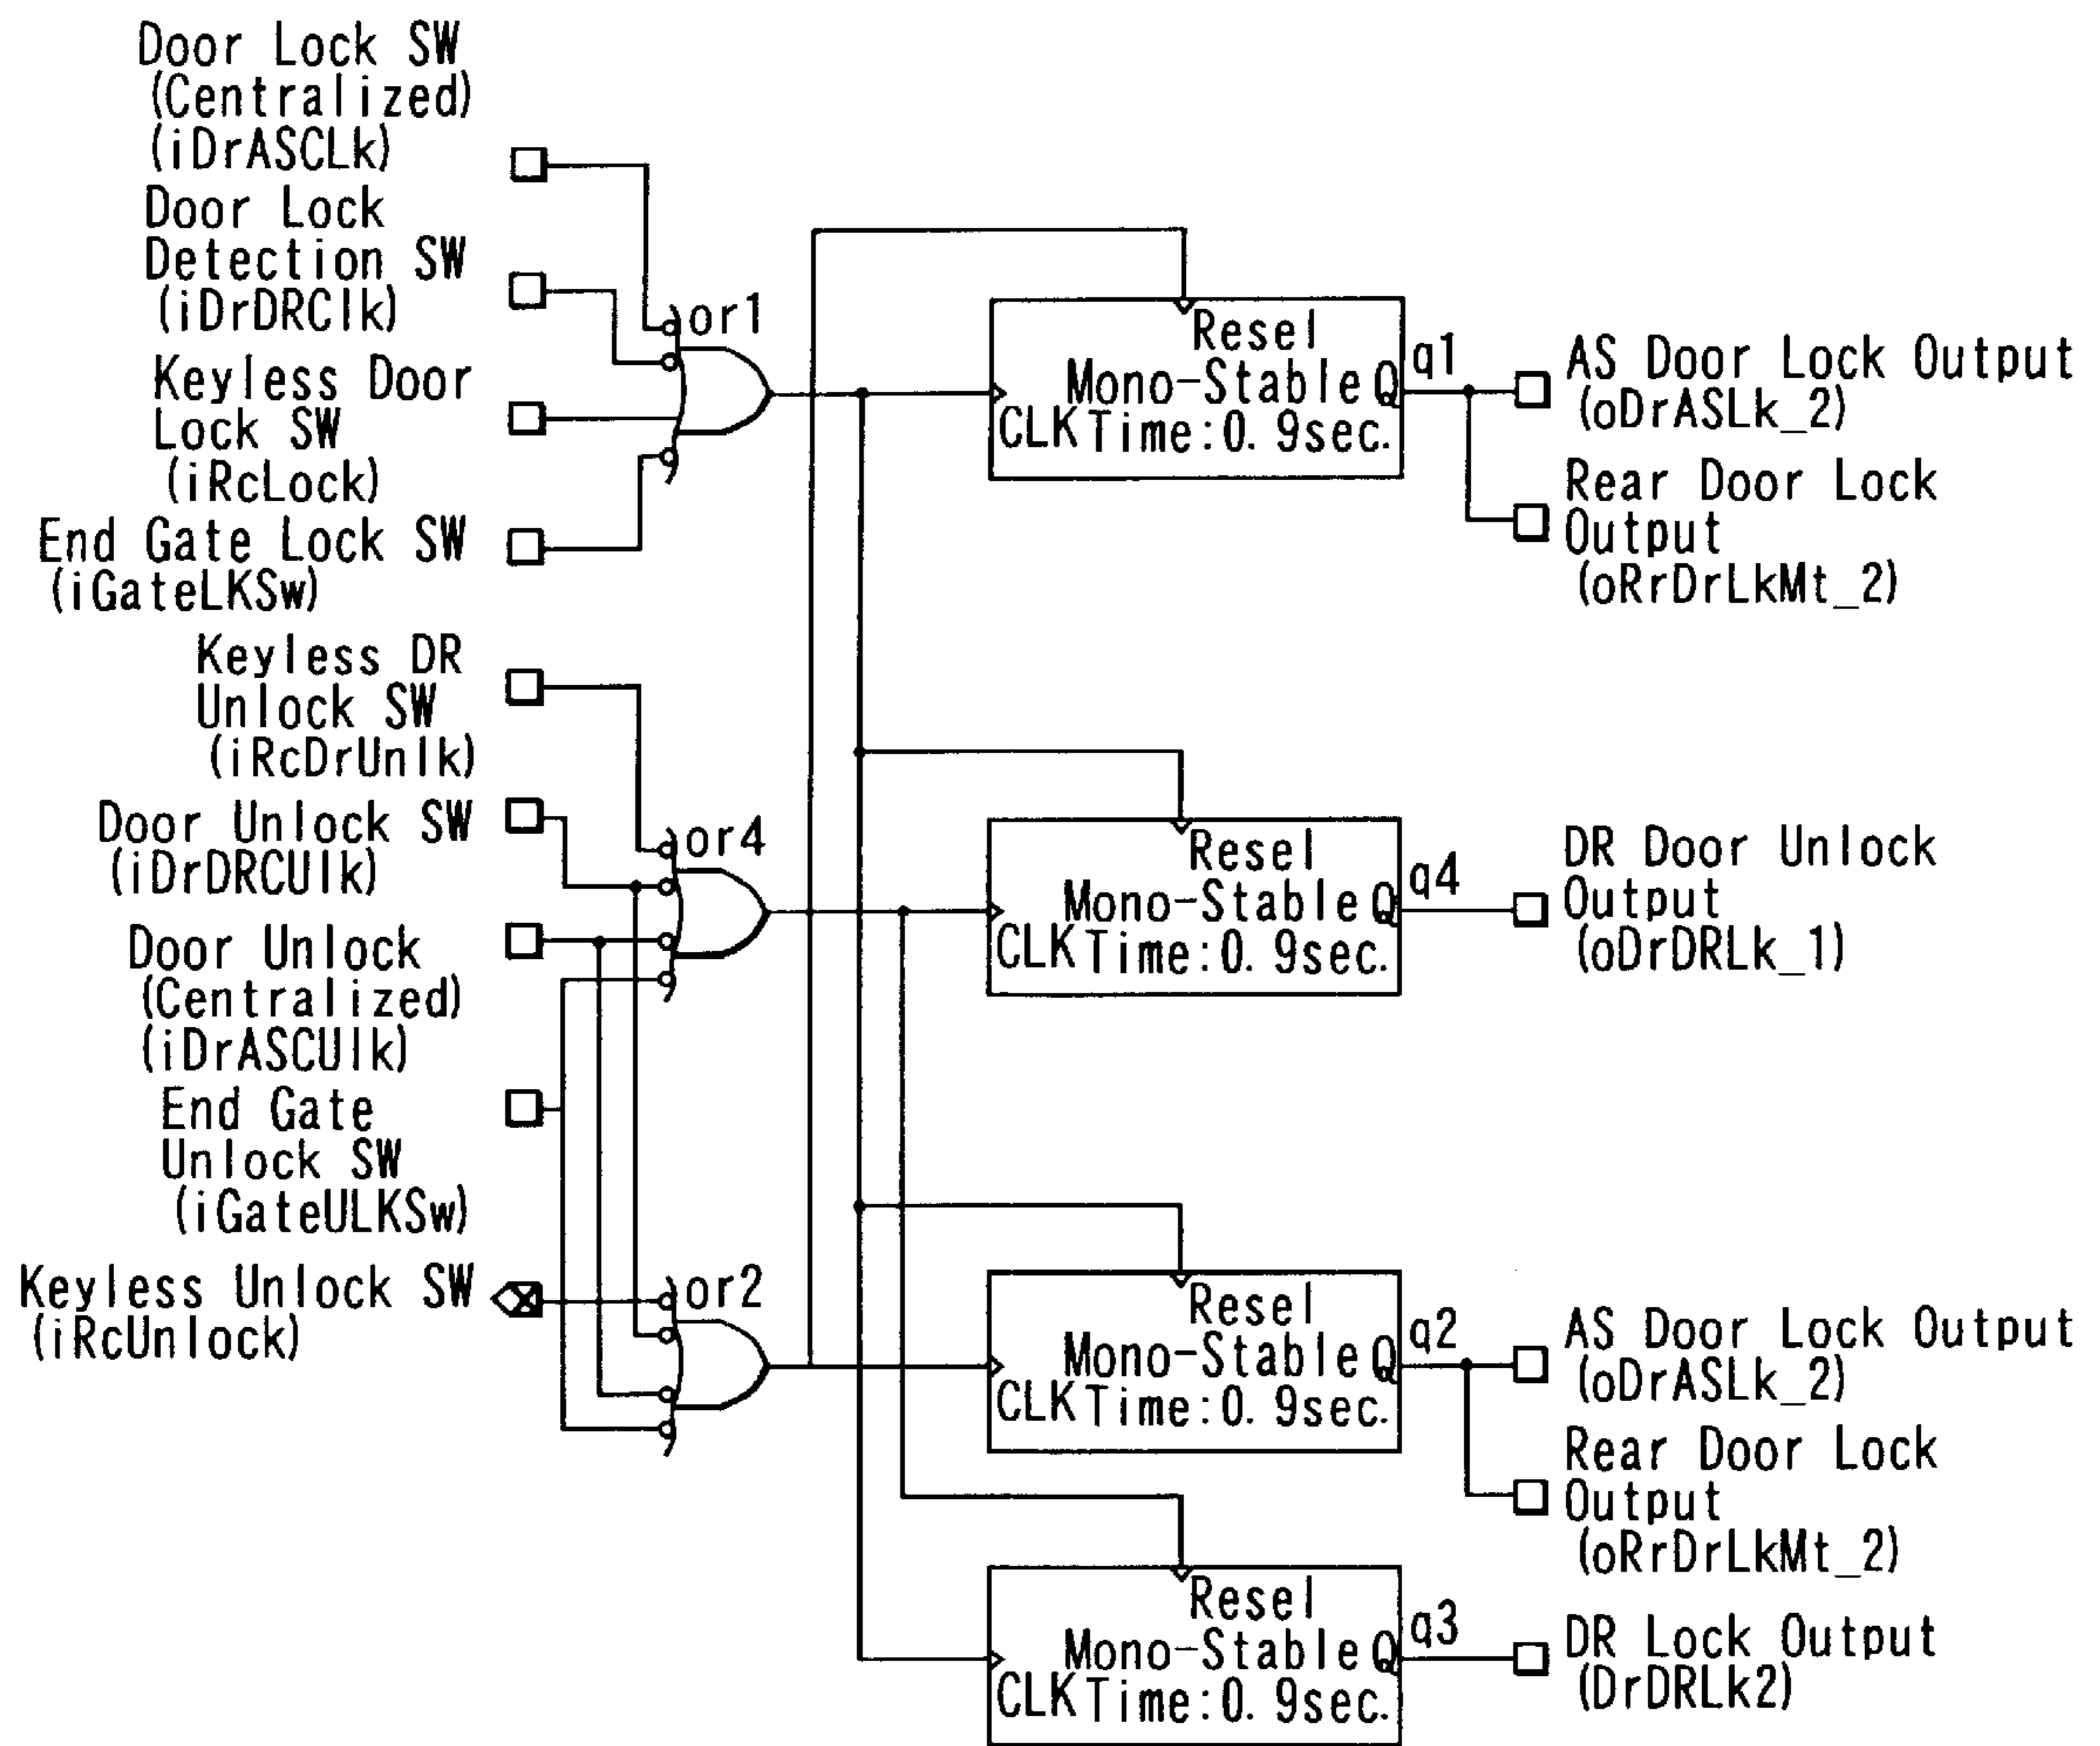 Door Lock SW
(Centralized)
(iDrASCLk)
Door Lock
Detection SW
(iDrDRClk)
Keyless Door
Lock SW
(iRcLock)
End Gate Lock SW
(iGateLKSw)
Keyless DR
Unlock SW
(iRcDrUnlk)
Door Unlock SW
(iDrDRCUlk)
Door Unlock
(Centralized)
(iDrASCUlk)
End Gate
Unlock SW
(iGateULKSw)
Keyless Unlock SW
(iRcUnlock)
or1
or4
or2
Resel
Mono-Stable Q
CLK Time:0. 9sec.
q1
AS Door Lock Output
(oDrASLk_2)
Rear Door Lock
Output
(oRrDrLkMt_2)
Resel
Mono-Stable Q
CLK Time:0. 9sec.
q4
DR Door Unlock
Output
(oDrDRLk_1)
Resel
Mono-Stable Q
CLK Time:0. 9sec.
q2
AS Door Lock Output
(oDrASLk_2)
Rear Door Lock
Output
(oRrDrLkMt_2)
Resel
Mono-Stable Q
CLK Time:0. 9sec.
q3
DR Lock Output
(DrDRLk2)